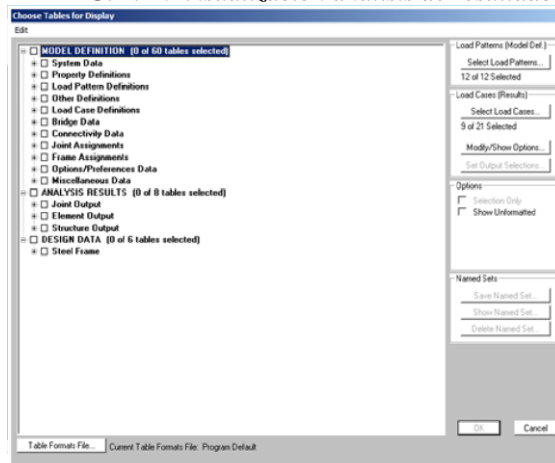 Choose Tables for Display
Edit
MODEL DEFINITION (0 of 60 tables selected)
System Data
Property Definitions
Load Pattern Definitions
Other Definitions
Load Case Definitions
Bridge Data
Connectivity Data
Joint Assignments
Frame Assignments
Options/Preferences Data
Miscellaneous Data
ANALYSIS RESULTS (0 of 8 tables selected)
Joint Output
Element Output
Structure Output
DESIGN DATA (0 of 6 tables selected)
Steel Frame
Load Patterns (Model Def.)
Select Load Patterns...
12 of 12 Selected
Load Cases (Results)
Select Load Cases...
9 of 21 Selected
Modify/Show Options...
Set Output Selections...
Options
Selection Only
Show Unformatted
Named Sets
Save Named Set...
Show Named Set...
Delete Named Set...
OK
Cancel
Table Formats File...
Current Table Formats File: Program Default